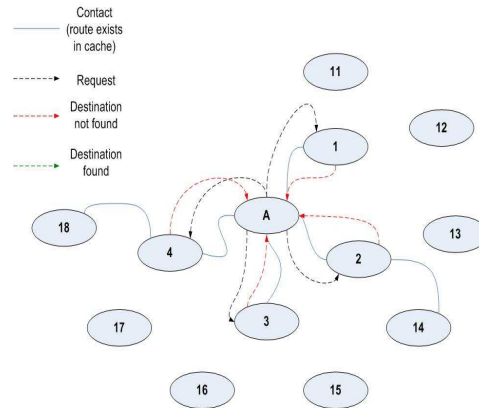 Contact
(route exists
in cache)
Request
Destination
not found
Destination
found
11
12
1
A
18
4
2
13
3
14
17
16
15